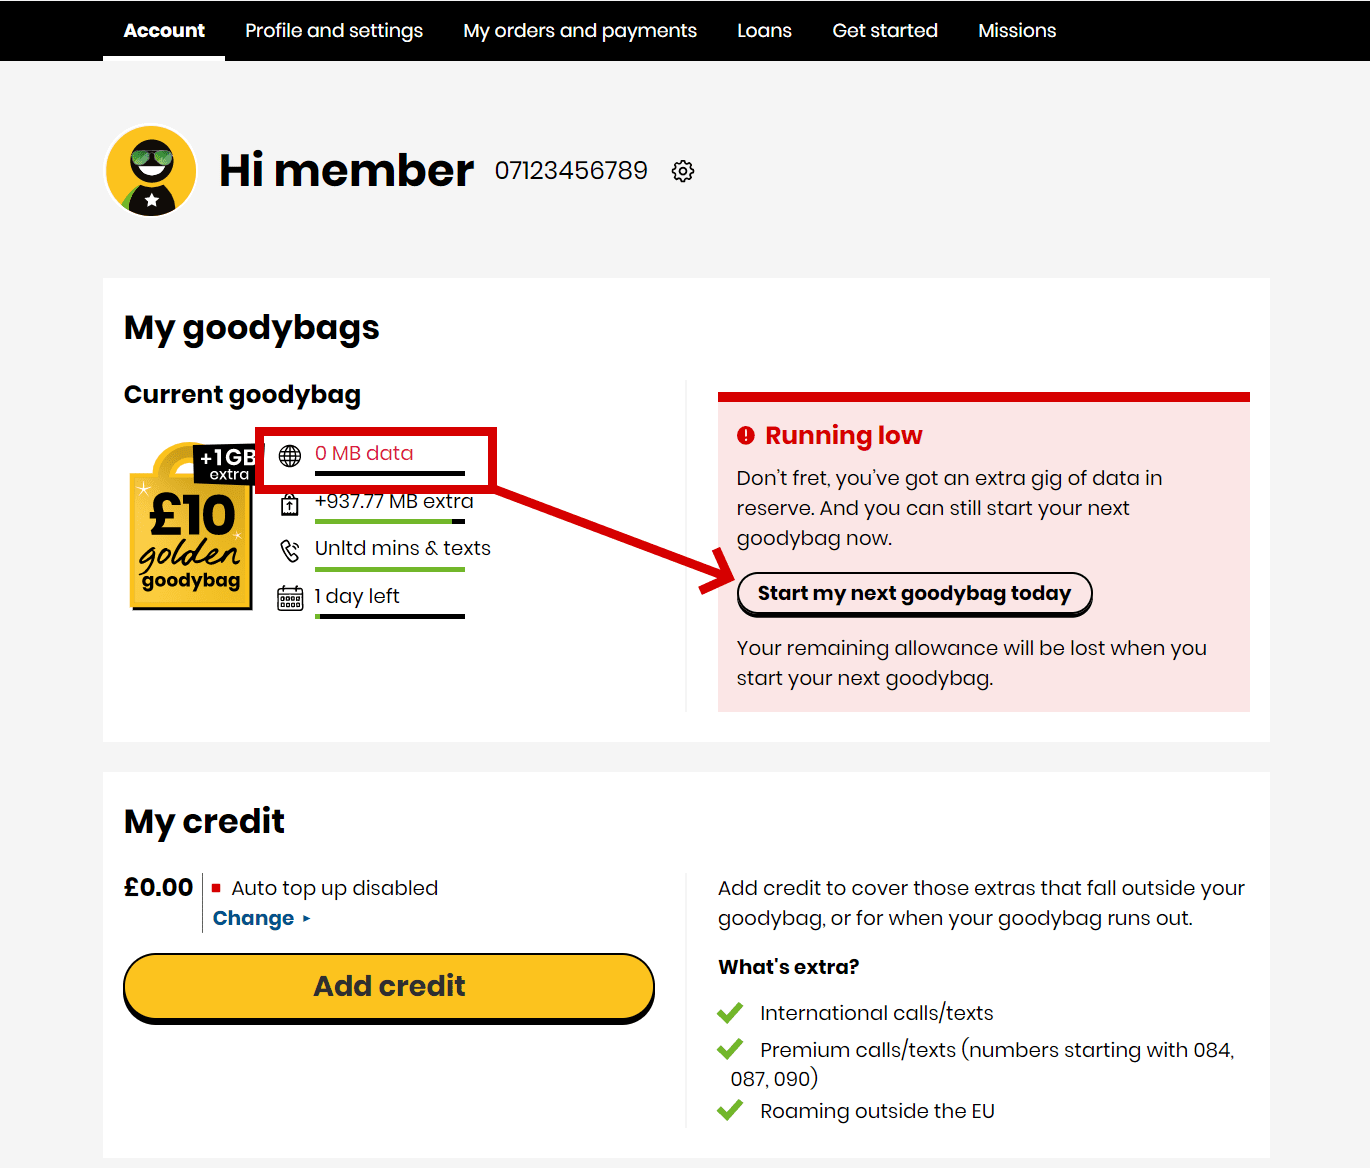 Account Profile and settings My orders and payments Loans Get started Missions
Hi member 07123456789
My goodybags
Current goodybag
+1GB
extra
£10
golden
goodybag
0 MB data
+937.77 MB extra
Unltd mins & texts
1 day left
Running low
Don’t fret, you’ve got an extra gig of data in
reserve. And you can still start your next
goodybag now.
Start my next goodybag today
Your remaining allowance will be lost when you
start your next goodybag.
My credit
£0.00
Auto top up disabled
Change
Add credit
Add credit to cover those extras that fall outside your
goodybag, or for when your goodybag runs out.
What's extra?
International calls/texts
Premium calls/texts (numbers starting with 084,
087, 090)
Roaming outside the EU